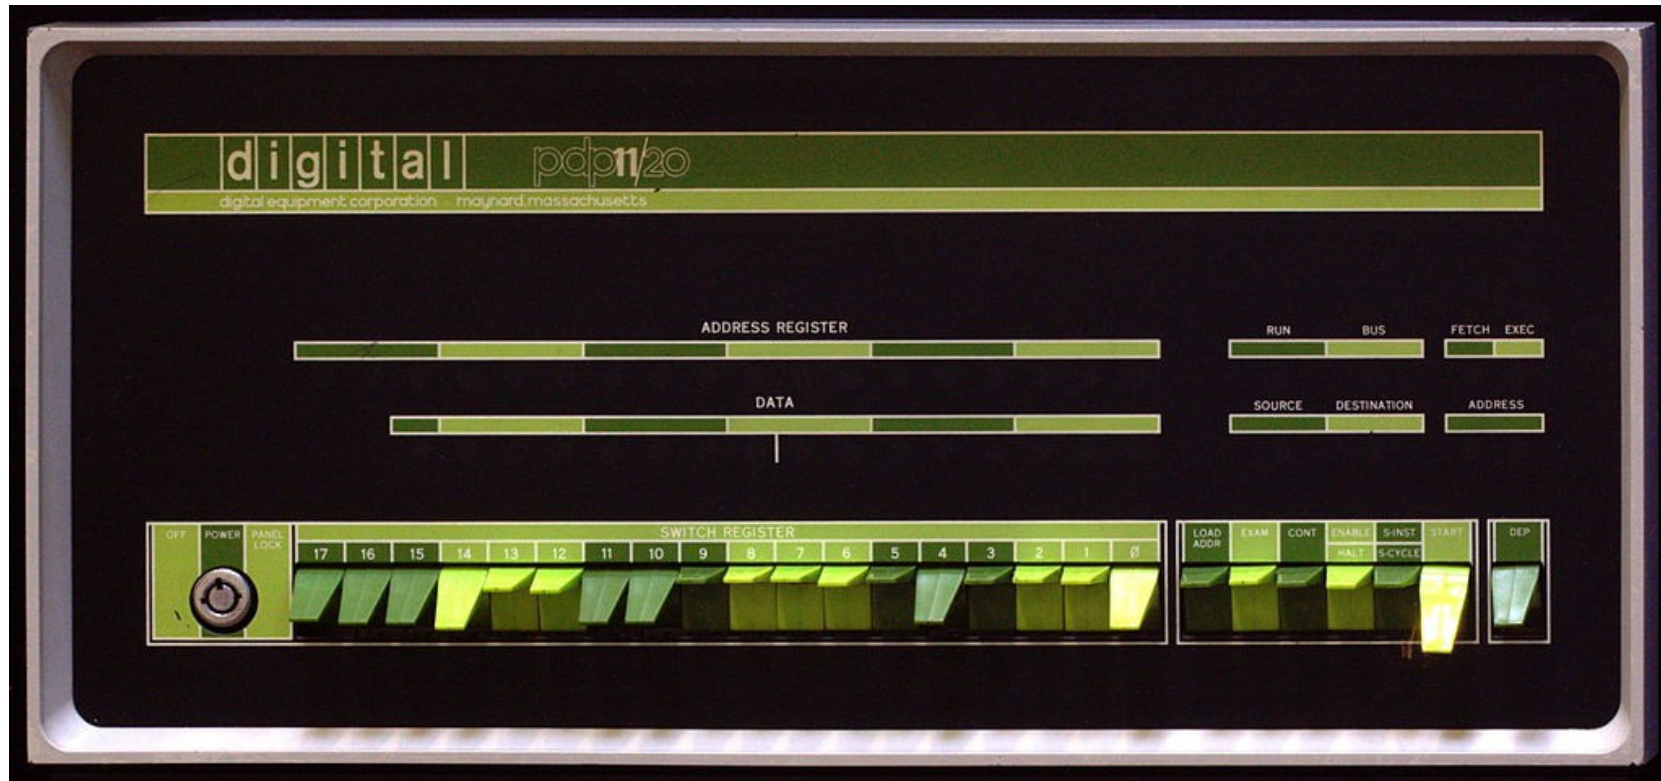 digital pdp11/20
digital equipment corporation - maynard, massachusetts
ADDRESS REGISTER
RUN BUS FETCH EXEC
DATA
SOURCE DESTINATION ADDRESS
OFF POWER PANEL LOCK
SWITCH REGISTER
17 16 15 14 13 12 11 10 9 8 7 6 5 4 3 2 1 Ø
LOAD ADDR EXAM CONT ENABLE S-INST START DEP
HALT S-CYCLE